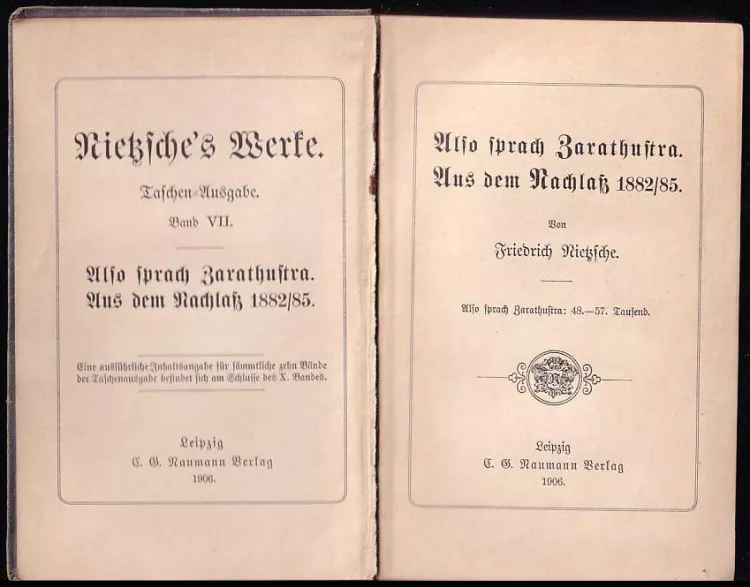 Nietzsche's Werke.
Taschen-Ausgabe.
Band VII.
Also sprach Zarathustra.
Aus dem Nachlaß 1882/85.
Eine ausführliche Inhaltsangabe für sämmtliche zehn Bände
der Taschenausgabe befindet sich am Schlusse des X. Bandes.
Leipzig
C. G. Naumann Verlag
1906.
Also sprach Zarathustra.
Aus dem Nachlaß 1882/85.
Von
Friedrich Nietzsche.
Also sprach Zarathustra: 48.—57. Tausend.
Leipzig
C. G. Naumann Verlag
1906.